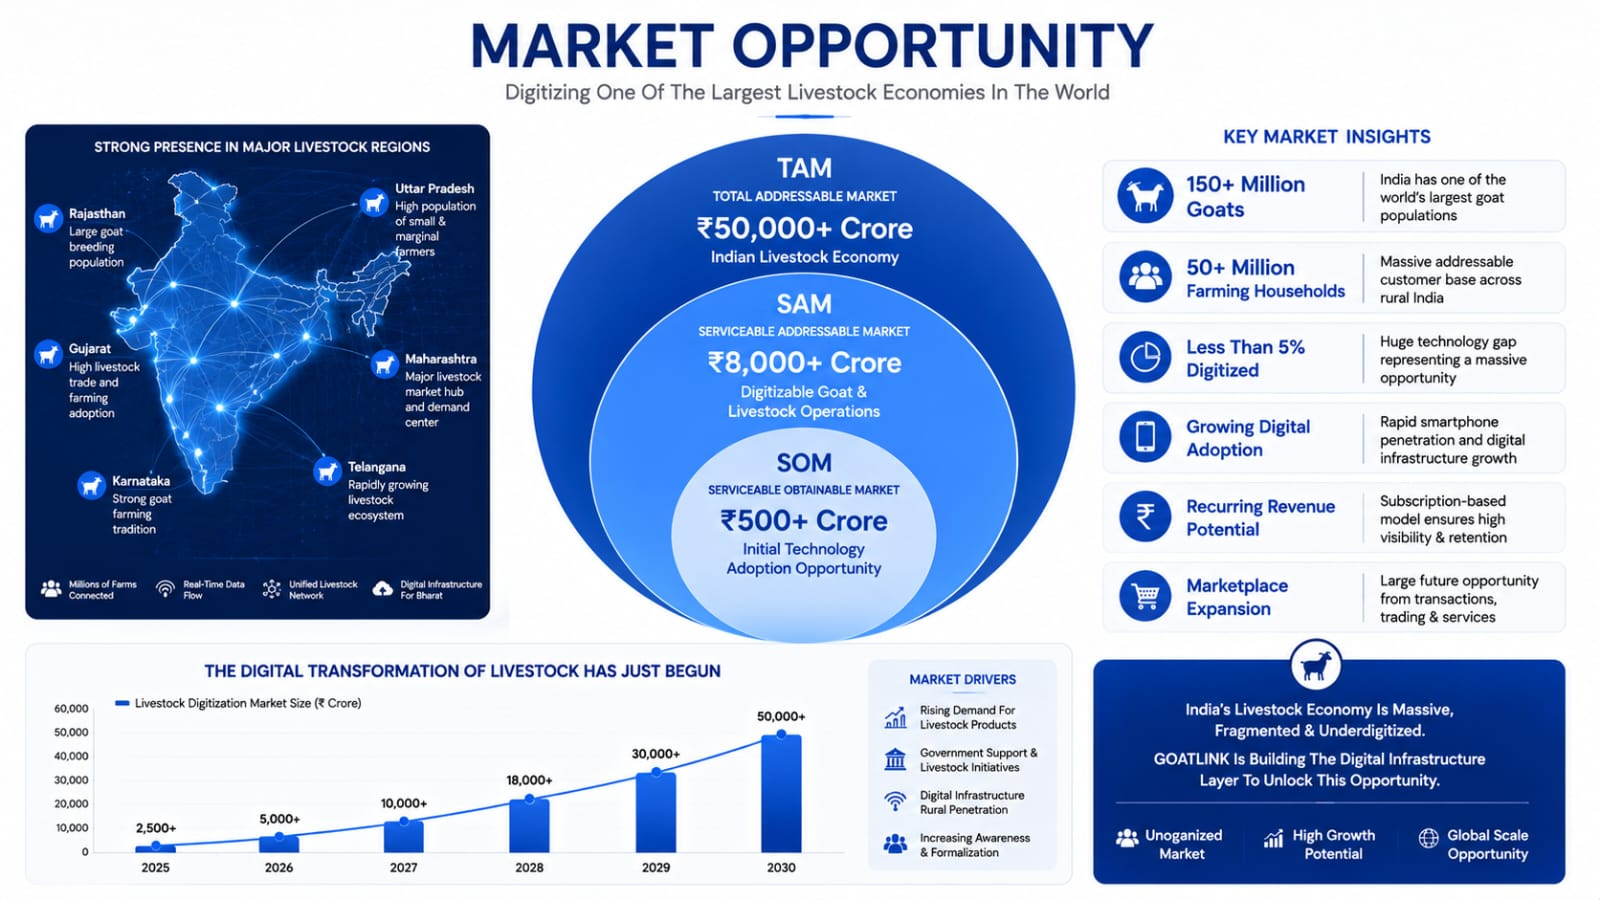 MARKET OPPORTUNITY
Digitizing One Of The Largest Livestock Economies In The World
STRONG PRESENCE IN MAJOR LIVESTOCK REGIONS
Rajasthan
Large goat
breeding
population
Uttar Pradesh
High population
of small &
marginal
farmers
Gujarat
High livestock
trade and
farming
adoption
Maharashtra
Major livestock
market hub
and demand
center
Karnataka
Strong goat
farming
tradition
Telangana
Rapidly growing
livestock
ecosystem
Millions of Farms
Connected
Real-Time Data
Flow
Unified Livestock
Network
Digital Infrastructure
For Bharat
TAM
TOTAL ADDRESSABLE MARKET
₹50,000+ Crore
Indian Livestock Economy
SAM
SERVICEABLE ADDRESSABLE MARKET
₹8,000+ Crore
Digitizable Goat &
Livestock Operations
SOM
SERVICEABLE OBTAINABLE MARKET
₹500+ Crore
Initial Technology
Adoption Opportunity
KEY MARKET INSIGHTS
150+ Million
Goats
India has one of the
world's largest goat
populations
50+ Million
Farming Households
Massive addressable
customer base across
rural India
Less Than 5%
Digitized
Huge technology gap
representing a massive
opportunity
Growing Digital
Adoption
Rapid smartphone
penetration and digital
infrastructure growth
Recurring Revenue
Potential
Subscription-based
model ensures high
visibility & retention
Marketplace
Expansion
Large future opportunity
from transactions,
trading & services
THE DIGITAL TRANSFORMATION OF LIVESTOCK HAS JUST BEGUN
Livestock Digitization Market Size (₹ Crore)
60,000
50,000
40,000
30,000
20,000
10,000
0
2,500+
5,000+
10,000+
18,000+
30,000+
50,000+
2025
2026
2027
2028
2029
2030
MARKET DRIVERS
Rising Demand For
Livestock Products
Government Support &
Livestock Initiatives
Digital Infrastructure
Rural Penetration
Increasing Awareness
& Formalization
India's Livestock Economy Is Massive,
Fragmented & Underdigitized.
GOATLINK Is Building The Digital Infrastructure
Layer To Unlock This Opportunity.
Unoganized
Market
High Growth
Potential
Global Scale
Opportunity